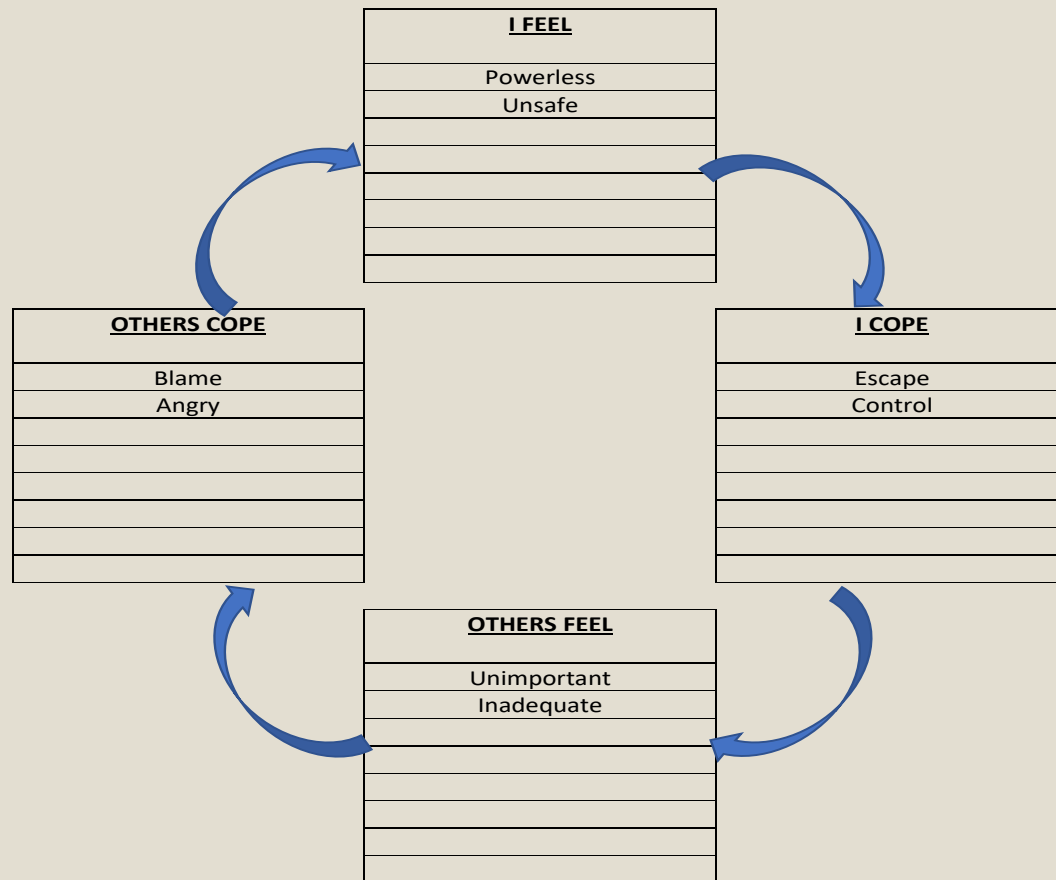 I FEEL
Powerless
Unsafe
OTHERS COPE
Blame
Angry
I COPE
Escape
Control
OTHERS FEEL
Unimportant
Inadequate